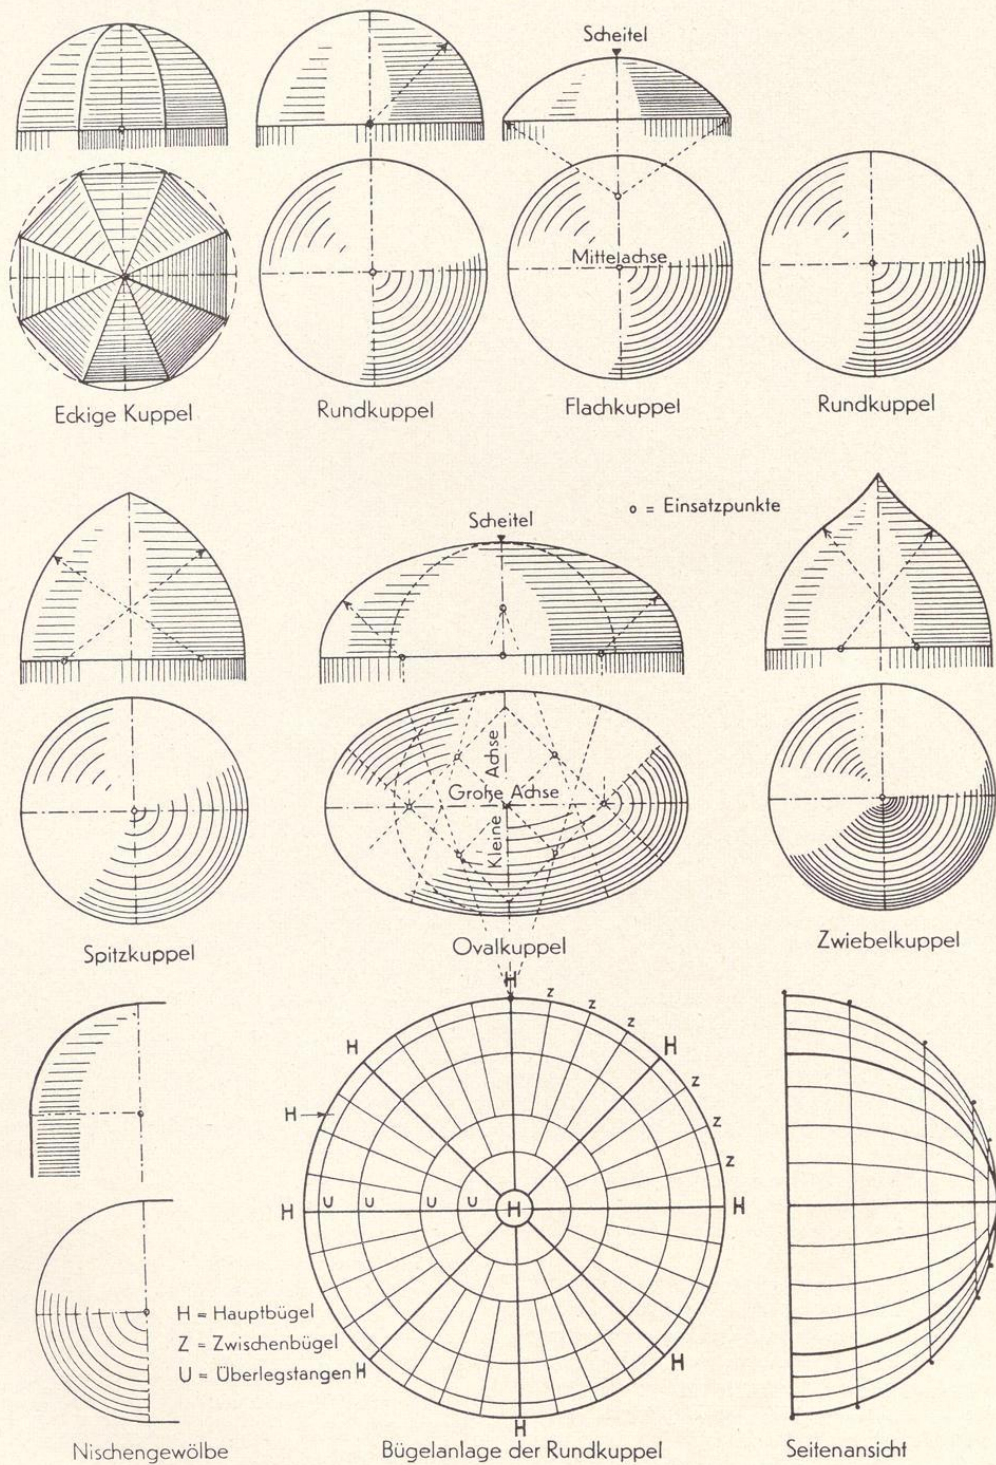 Scheitel
Mittelachse
Eckige Kuppel
Rundkuppel
Flachkuppel
Rundkuppel
Scheitel
o = Einsatzpunkte
Kleine Achse
Große Achse
Spitzkuppel
Ovalkuppel
Zwiebelkuppel
H
Z
Z
Z
H
H
Z
H
Z
Z
H
U
U
U
U
H
H
H = Hauptbügel
Z = Zwischenbügel
U = Überlegstangen
H
H
H
Nischengewölbe
Bügelanlage der Rundkuppel
Seitenansicht